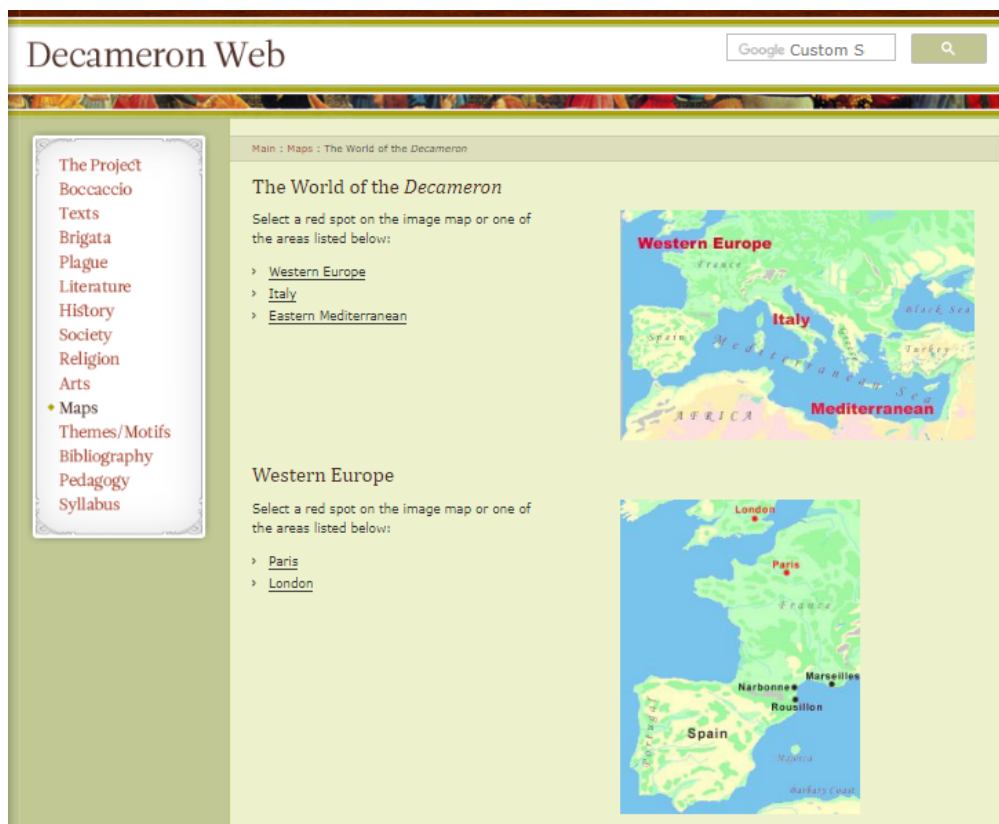 Decameron Web
Google Custom S
The Project
Boccaccio
Texts
Brigata
Plague
Literature
History
Society
Religion
Arts
Maps
Themes/Motifs
Bibliography
Pedagogy
Syllabus
Main : Maps : The World of the Decameron
The World of the Decameron
Select a red spot on the image map or one of
the areas listed below:
Western Europe
Italy
Eastern Mediterranean
Western Europe
France
Black Sea
Italy
Spain
Greece
Turkey
Mediterranean Sea
AFRICA
Mediterranean
Western Europe
Select a red spot on the image map or one of
the areas listed below:
Paris
London
London
Paris
France
Marseilles
Narbonne
Rousillon
Portugal
Spain
Majorca
Barbary Coast